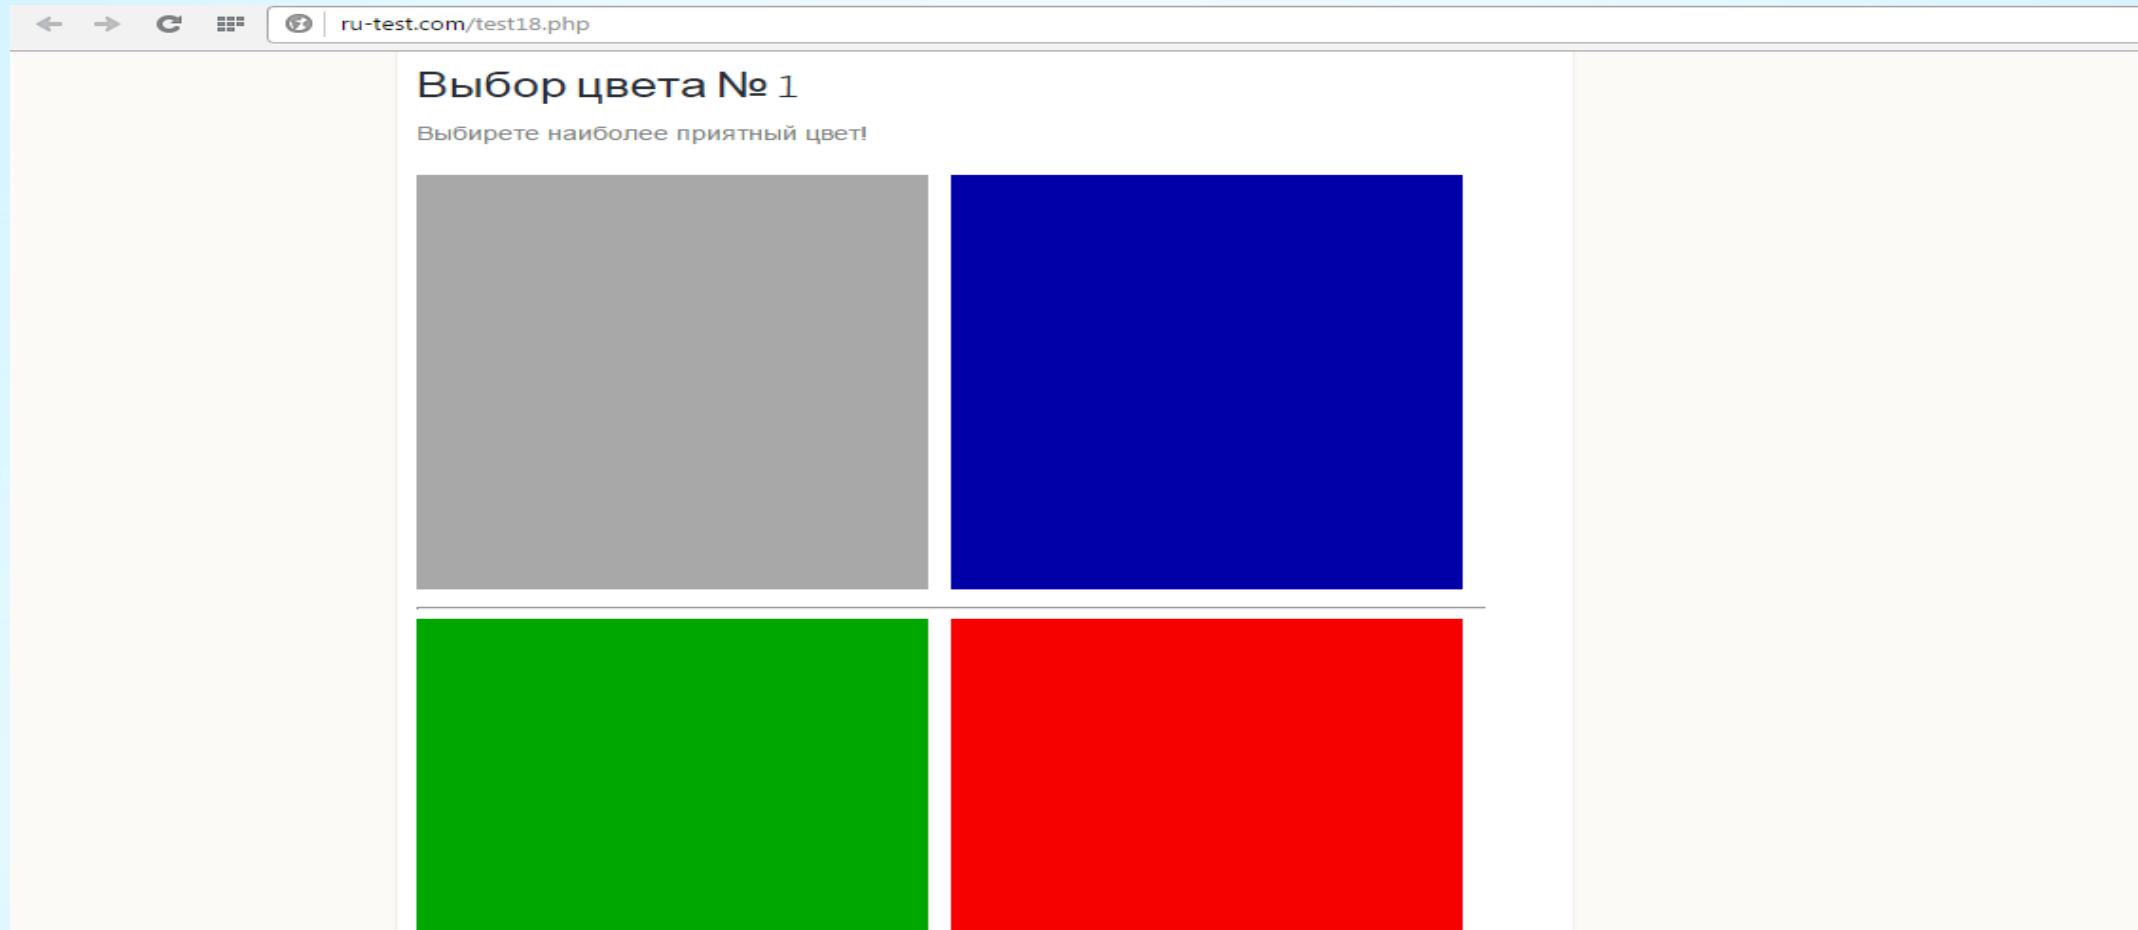 ru-test.com/test18.php
Выбор цвета № 1
Выбирете наиболее приятный цвет!